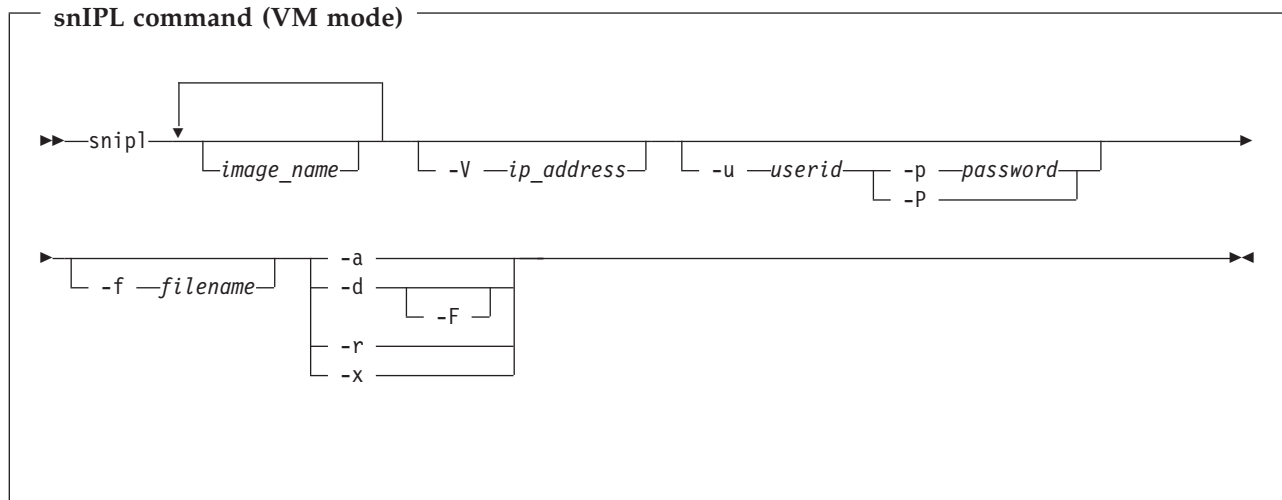 snIPL command (VM mode)
snipl
image_name
-V ip_address
-u userid
-p password
-P
-f filename
-a
-d
-F
-r
-x